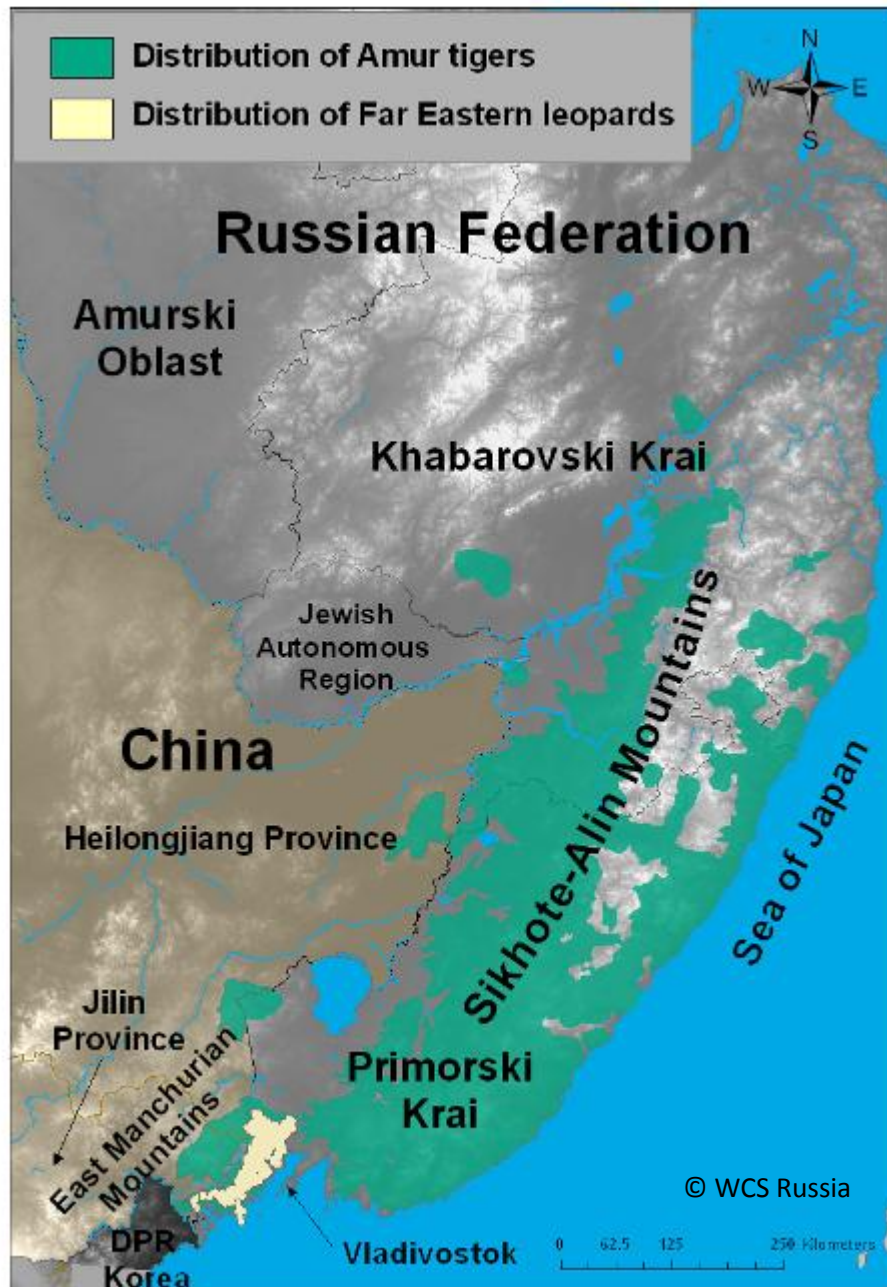 Distribution of Amur tigers
Distribution of Far Eastern leopards
N
W E
S
Russian Federation
Amurski
Oblast
Khabarovski Krai
Jewish
Autonomous
Region
China
Heilongjiang Province
Sikhote-Alin Mountains
Sea of Japan
Jilin
Province
East Manchurian
Mountains
Primorski
Krai
© WCS Russia
DPR
Korea
Vladivostok
0 62.5 125 250 Kilometers